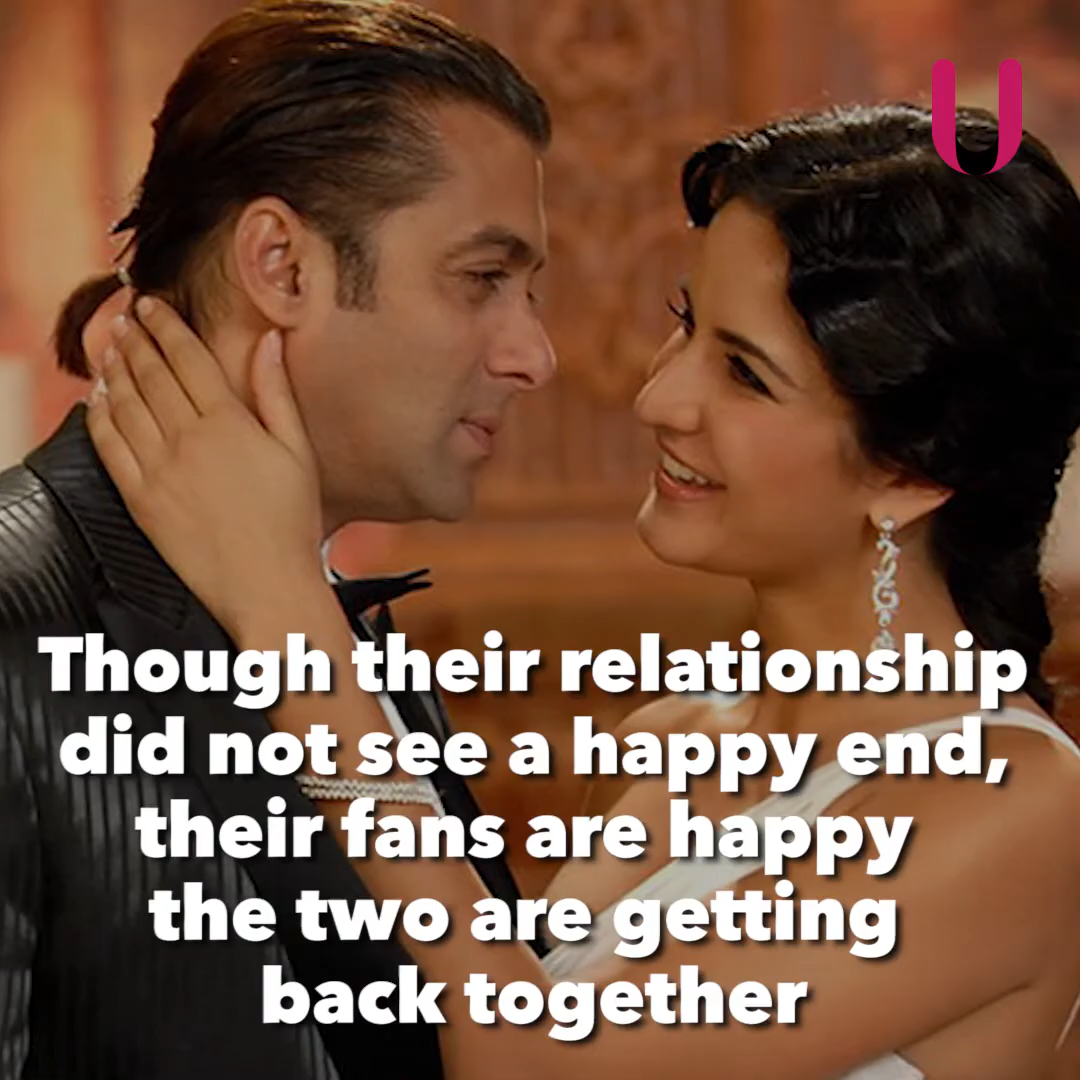 U
Though their relationship
did not see a happy end,
their fans are happy
the two are getting
back together